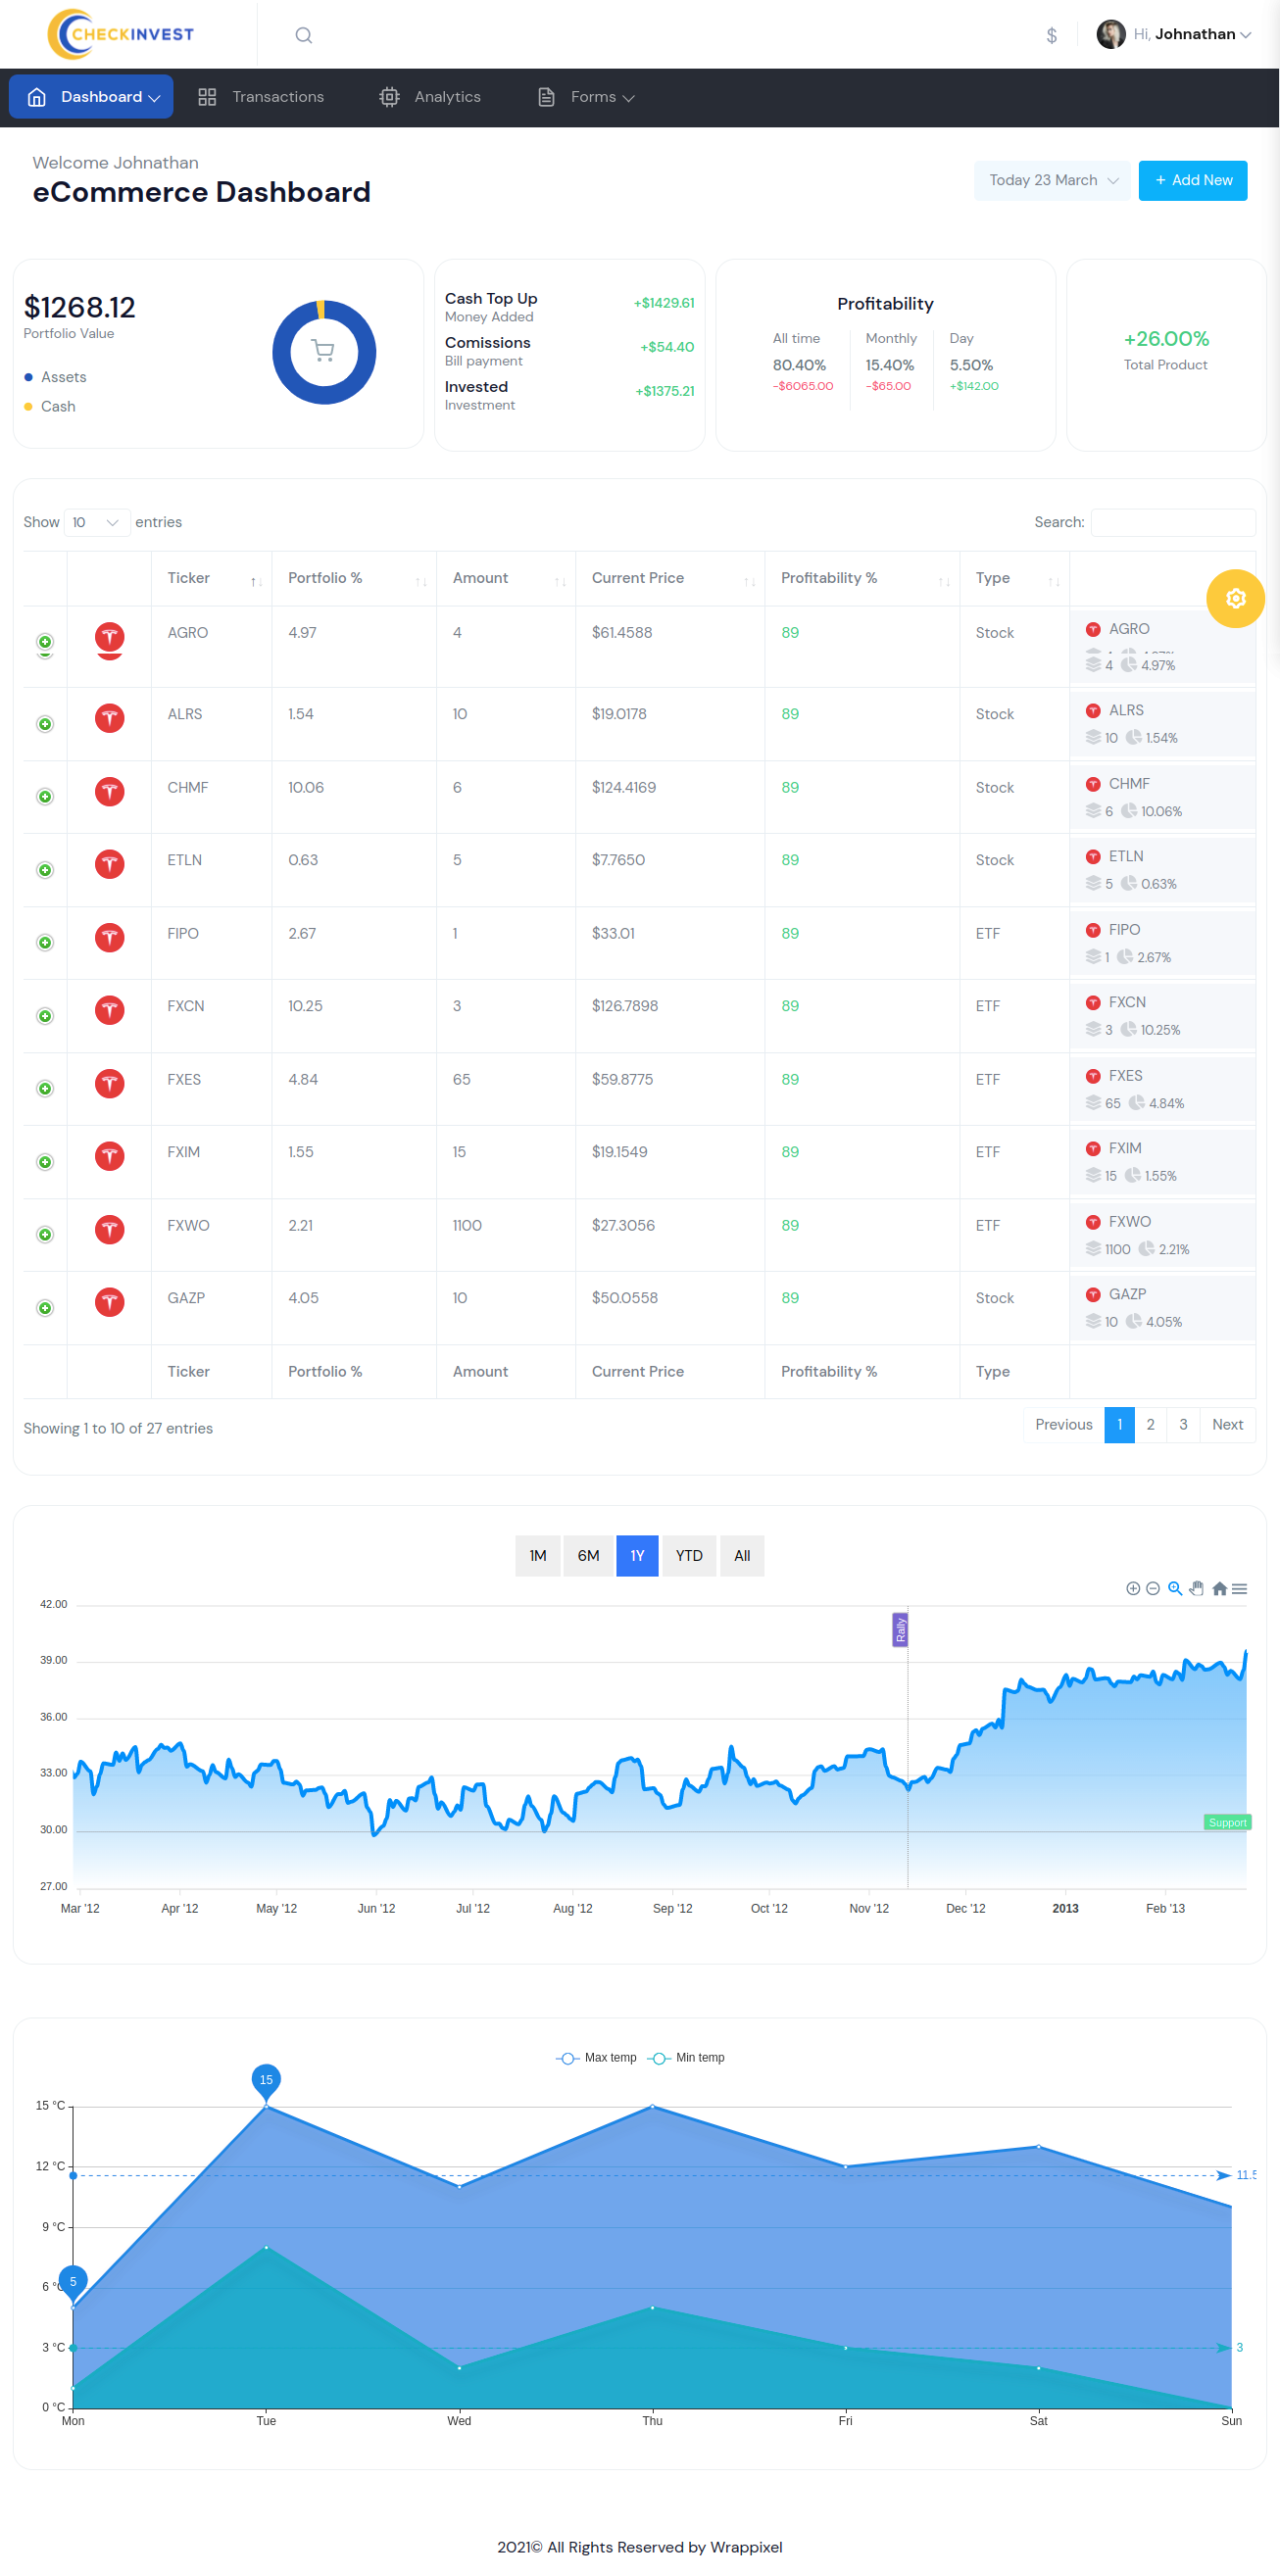 CHECKINVEST
$
Hi, Johnathan
Dashboard
Transactions
Analytics
Forms
Welcome Johnathan
eCommerce Dashboard
Today 23 March
+ Add New
$1268.12
Portfolio Value
Assets
Cash
Cash Top Up
Money Added
+$1429.61
Comissions
Bill payment
+$54.40
Invested
Investment
+$1375.21
Profitability
All time
80.40%
-$6065.00
Monthly
15.40%
-$65.00
Day
5.50%
+$142.00
+26.00%
Total Product
Show 10 entries
Search:
Ticker Portfolio % Amount Current Price Profitability % Type
AGRO 4.97 4 $61.4588 89 Stock AGRO
4 4.97%
ALRS 1.54 10 $19.0178 89 Stock ALRS
10 1.54%
CHMF 10.06 6 $124.4169 89 Stock CHMF
6 10.06%
ETLN 0.63 5 $7.7650 89 Stock ETLN
5 0.63%
FIPO 2.67 1 $33.01 89 ETF FIPO
1 2.67%
FXCN 10.25 3 $126.7898 89 ETF FXCN
3 10.25%
FXES 4.84 65 $59.8775 89 ETF FXES
65 4.84%
FXIM 1.55 15 $19.1549 89 ETF FXIM
15 1.55%
FXWO 2.21 1100 $27.3056 89 ETF FXWO
1100 2.21%
GAZP 4.05 10 $50.0558 89 Stock GAZP
10 4.05%
Ticker Portfolio % Amount Current Price Profitability % Type
Showing 1 to 10 of 27 entries
Previous 1 2 3 Next
1M 6M 1Y YTD All
42.00
Rally
39.00
36.00
33.00
30.00
Support
27.00
Mar '12 Apr '12 May '12 Jun '12 Jul '12 Aug '12 Sep '12 Oct '12 Nov '12 Dec '12 2013 Feb '13
Max temp Min temp
15
15 °C
12 °C
11.5
9 °C
5
6 °C
3 °C
3
0 °C
Mon Tue Wed Thu Fri Sat Sun
2021© All Rights Reserved by Wrappixel